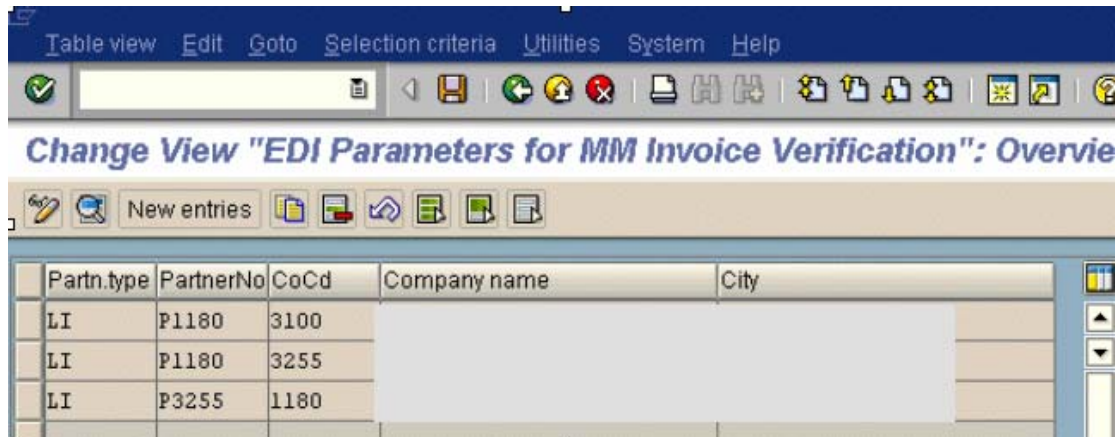 Table view Edit Goto Selection criteria Utilities System Help
Change View "EDI Parameters for MM Invoice Verification": Overvie
New entries
Partn.type PartnerNo CoCd Company name City
LI P1180 3100
LI P1180 3255
LI P3255 1180